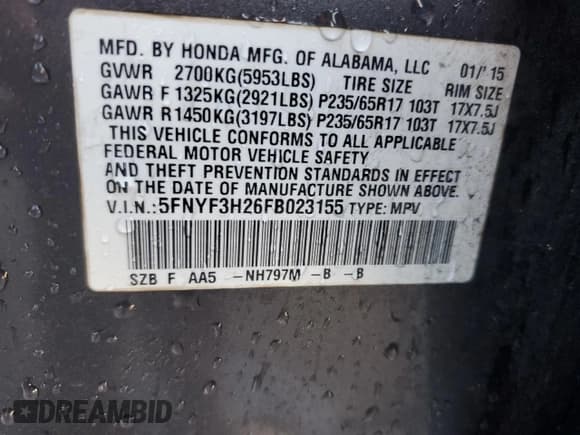 MFD. BY HONDA MFG. OF ALABAMA, LLC 01/'15
GVWR 2700KG(5953LBS) TIRE SIZE RIM SIZE
GAWR F 1325KG(2921LBS) P235/65R17 103T 17X7.5J
GAWR R 1450KG(3197LBS) P235/65R17 103T 17X7.5J
THIS VEHICLE CONFORMS TO ALL APPLICABLE
FEDERAL MOTOR VEHICLE SAFETY
AND THEFT PREVENTION STANDARDS IN EFFECT
ON THE DATE OF MANUFACTURE SHOWN ABOVE.
V.I.N.: 5FNYF3H26FB023155 TYPE: MPV
SZB F AA5 -NH797M -B -B
DREAMBID